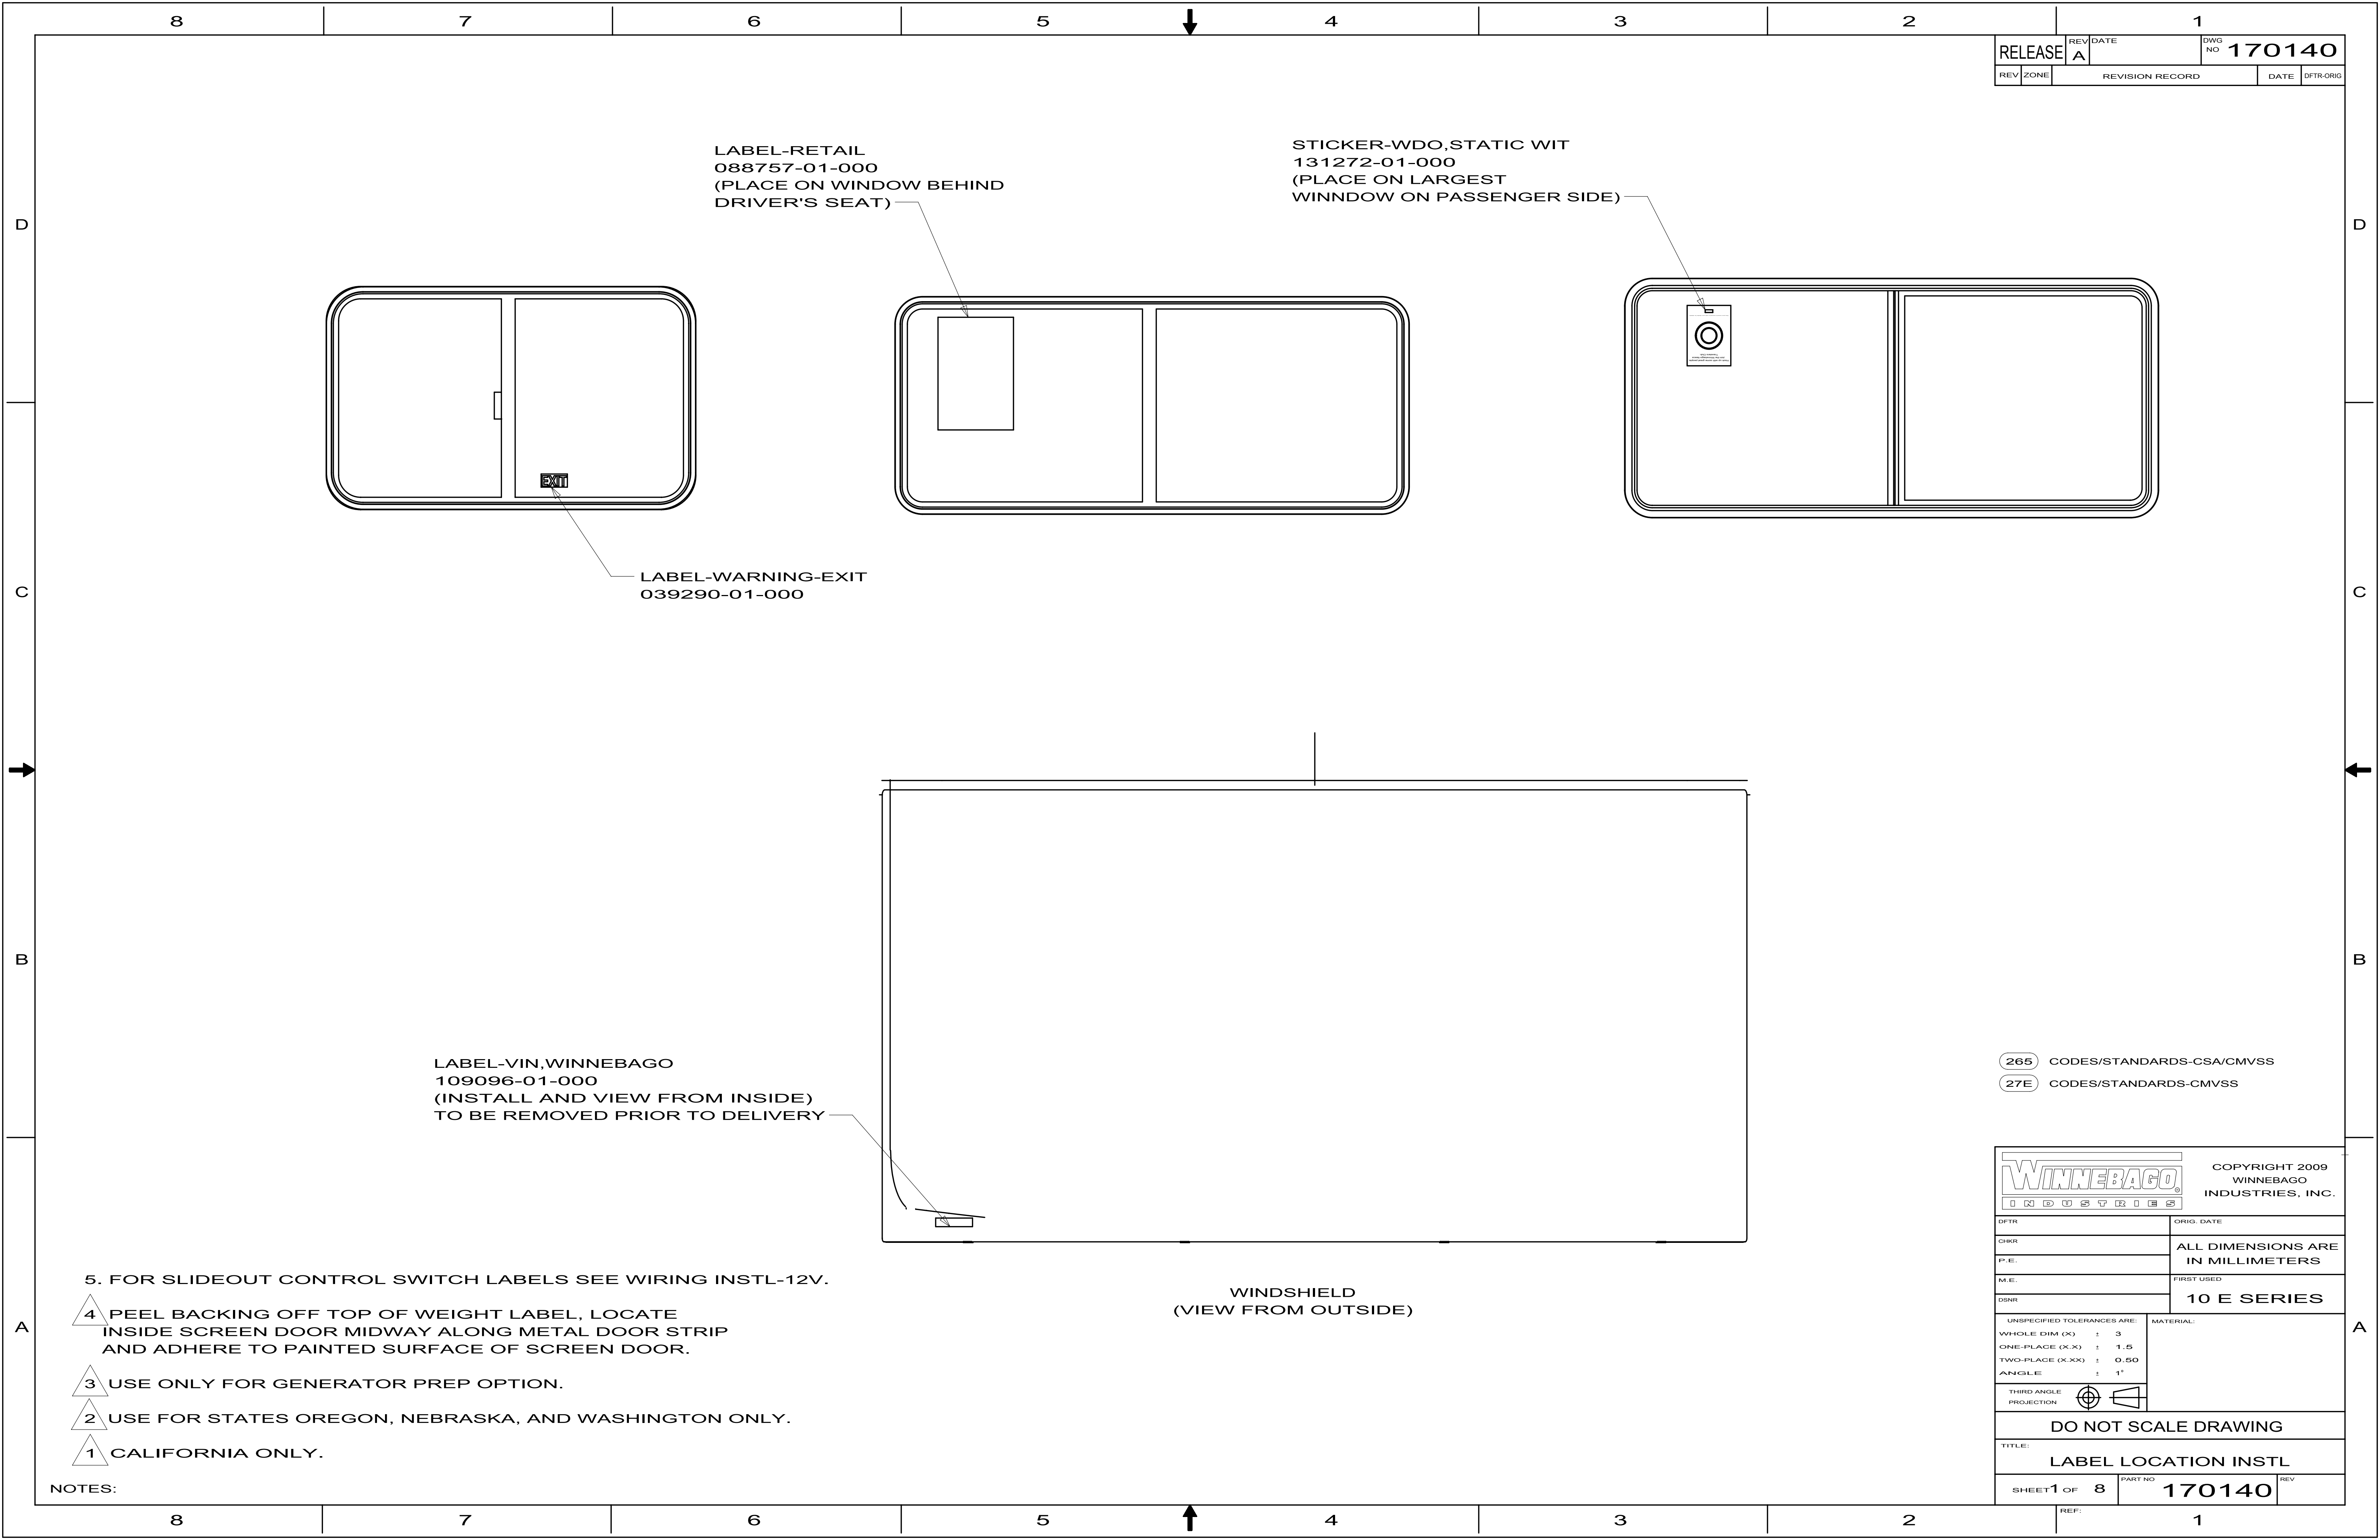 8 7 6 5 4 3 2 1
RELEASE
REV
A
DATE
DWG
NO
170140
REV ZONE REVISION RECORD DATE DFTR-ORIG
LABEL-RETAIL
088757-01-000
(PLACE ON WINDOW BEHIND
DRIVER'S SEAT)
STICKER-WDO,STATIC WIT
131272-01-000
(PLACE ON LARGEST
WINNDOW ON PASSENGER SIDE)
D D
EXIT
LABEL-WARNING-EXIT
039290-01-000
C C
B B
LABEL-VIN,WINNEBAGO
109096-01-000
(INSTALL AND VIEW FROM INSIDE)
TO BE REMOVED PRIOR TO DELIVERY
265 CODES/STANDARDS-CSA/CMVSS
27E CODES/STANDARDS-CMVSS
WINDSHIELD
(VIEW FROM OUTSIDE)
5. FOR SLIDEOUT CONTROL SWITCH LABELS SEE WIRING INSTL-12V.
4 PEEL BACKING OFF TOP OF WEIGHT LABEL, LOCATE
INSIDE SCREEN DOOR MIDWAY ALONG METAL DOOR STRIP
AND ADHERE TO PAINTED SURFACE OF SCREEN DOOR.
3 USE ONLY FOR GENERATOR PREP OPTION.
2 USE FOR STATES OREGON, NEBRASKA, AND WASHINGTON ONLY.
1 CALIFORNIA ONLY.
NOTES:
A A
WINNEBAGO
INDUSTRIES
®
COPYRIGHT 2009
WINNEBAGO
INDUSTRIES, INC.
DFTR
ORIG. DATE
CHKR
ALL DIMENSIONS ARE
IN MILLIMETERS
P.E.
M.E.
FIRST USED
10 E SERIES
DSNR
UNSPECIFIED TOLERANCES ARE:
MATERIAL:
WHOLE DIM (X) ± 3
ONE-PLACE (X.X) ± 1.5
TWO-PLACE (X.XX) ± 0.50
ANGLE ± 1°
THIRD ANGLE
PROJECTION
DO NOT SCALE DRAWING
TITLE:
LABEL LOCATION INSTL
SHEET 1 OF 8
PART NO
170140
REV
REF:
8 7 6 5 4 3 2 1